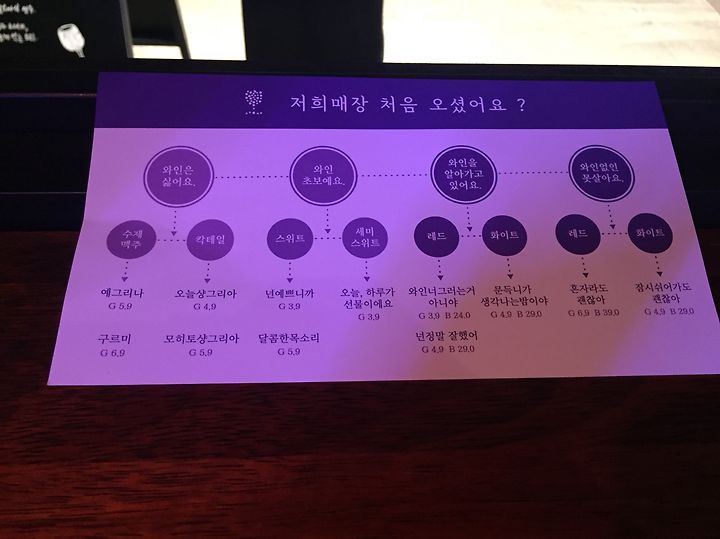 저희매장 처음 오셨어요 ?
와인은
싫어요.
와인
초보예요.
와인을
알아가고
있어요.
와인없인
못살아요.
수제
맥주
칵테일
스위트
세미
스위트
레드
화이트
레드
화이트
예그리나
G 5.9
구르미
G 6.9
오늘샹그리아
G 4.9
모히토샹그리아
G 5.9
넌예쁘니까
G 3.9
달콤한목소리
G 5.9
오늘, 하루가
선물이에요
G 3.9
와인너그러는거
아니야
G 3.9 B 24.0
넌정말 잘했어
G 4.9 B 29.0
문득니가
생각나는밤이야
G 4.9 B 29.0
혼자라도
괜찮아
G 6.9 B 39.0
잠시쉬어가도
괜찮아
G 4.9 B 29.0